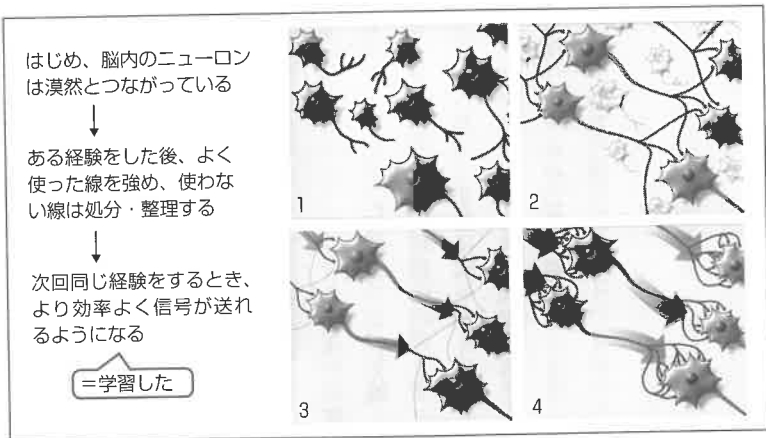 はじめ、脳内のニューロン
は漠然とつながっている
↓
ある経験をした後、よく
使った線を強め、使わな
い線は処分・整理する
↓
次回同じ経験をするとき、
より効率よく信号が送れ
るようになる
＝学習した
1
2
3
4